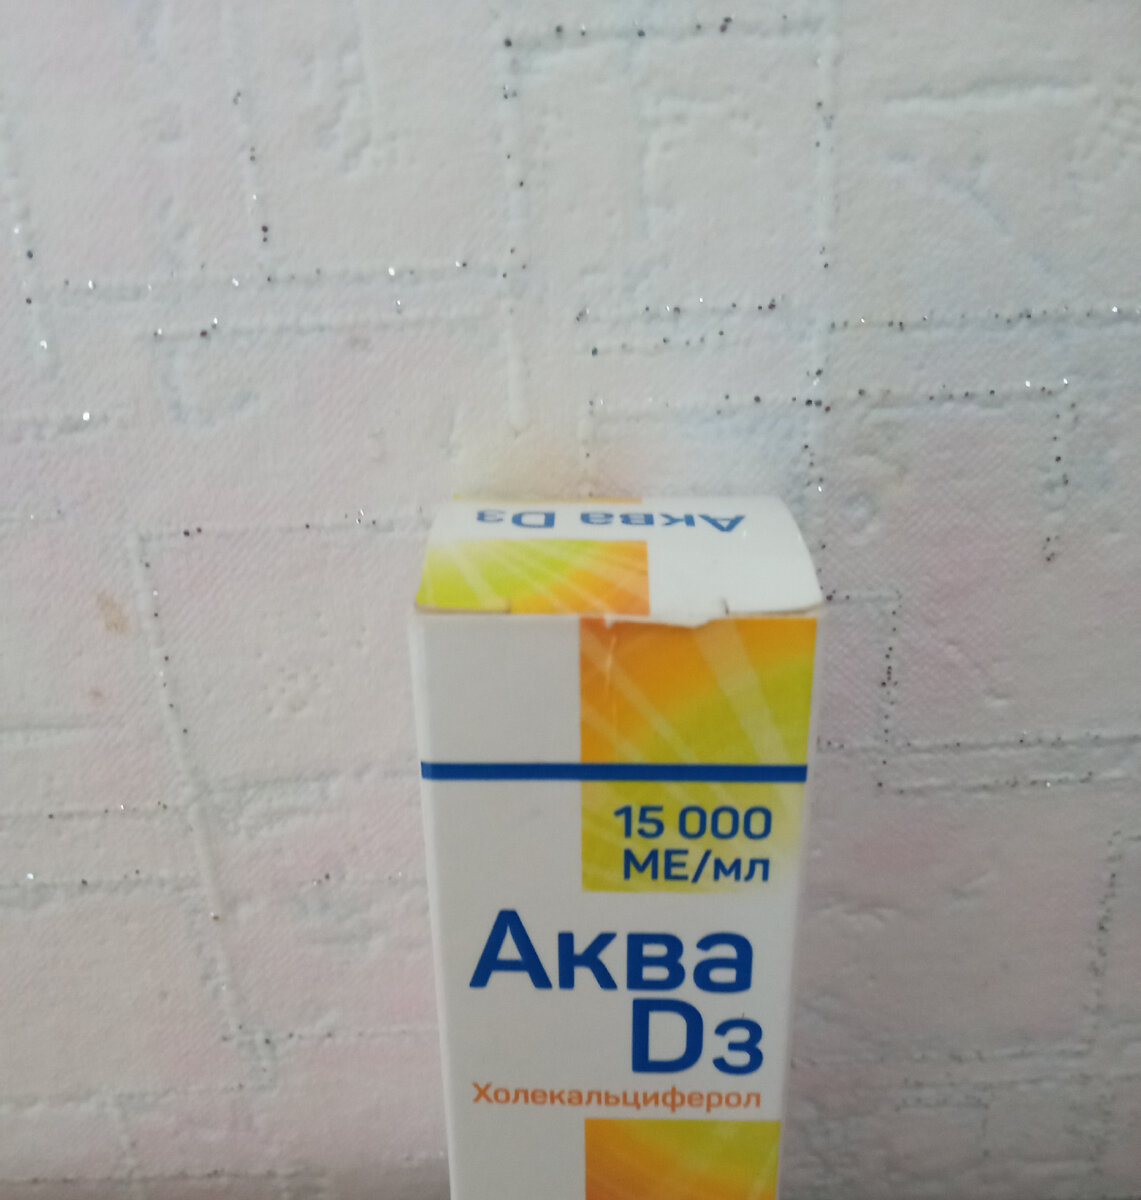 Аква D3
15 000
МЕ/мл
Аква
D3
Холекальциферол